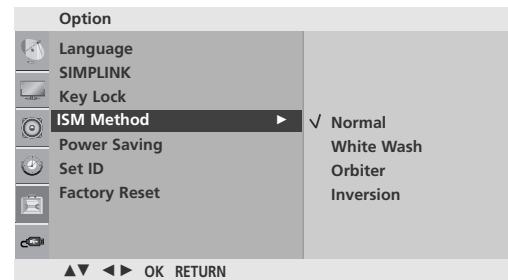 Option
Language
SIMPLINK
Key Lock
ISM Method ►
Power Saving
Set ID
Factory Reset
√ Normal
White Wash
Orbiter
Inversion
▲▼ ◄► OK RETURN